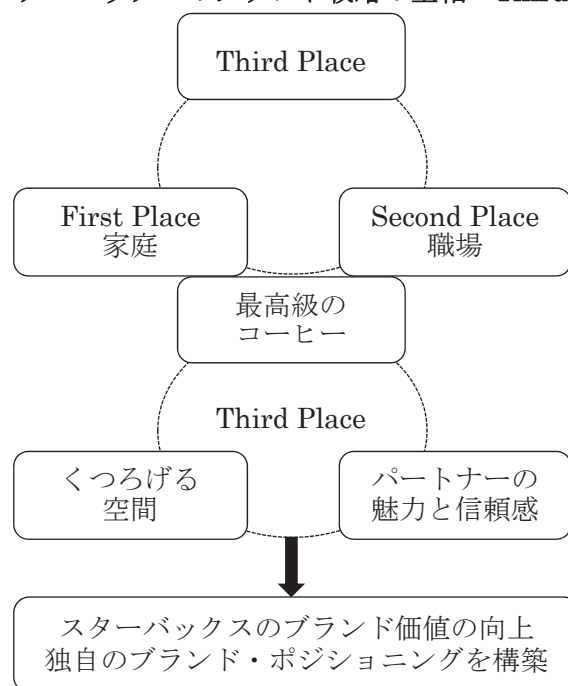 Third Place
First Place
家庭
Second Place
職場
最高級の
コーヒー
Third Place
くつろげる
空間
パートナーの
魅力と信頼感
スターバックスのブランド価値の向上
独自のブランド・ポジショニングを構築